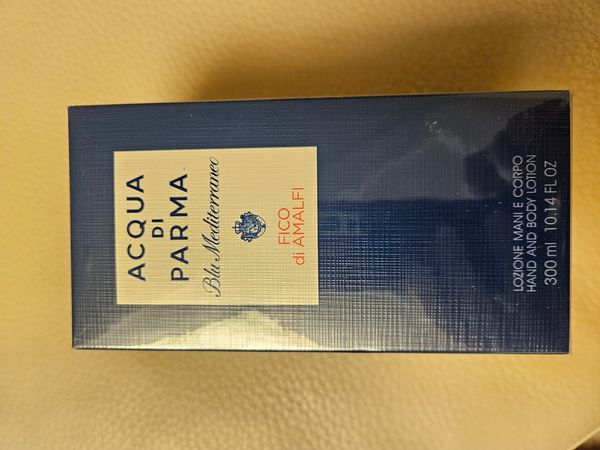 ACQUA
DI
PARMA
Blu Mediterraneo
FICO
di AMALFI
LOZIONE MANI E CORPO
HAND AND BODY LOTION
300 ml 10.14 FL OZ